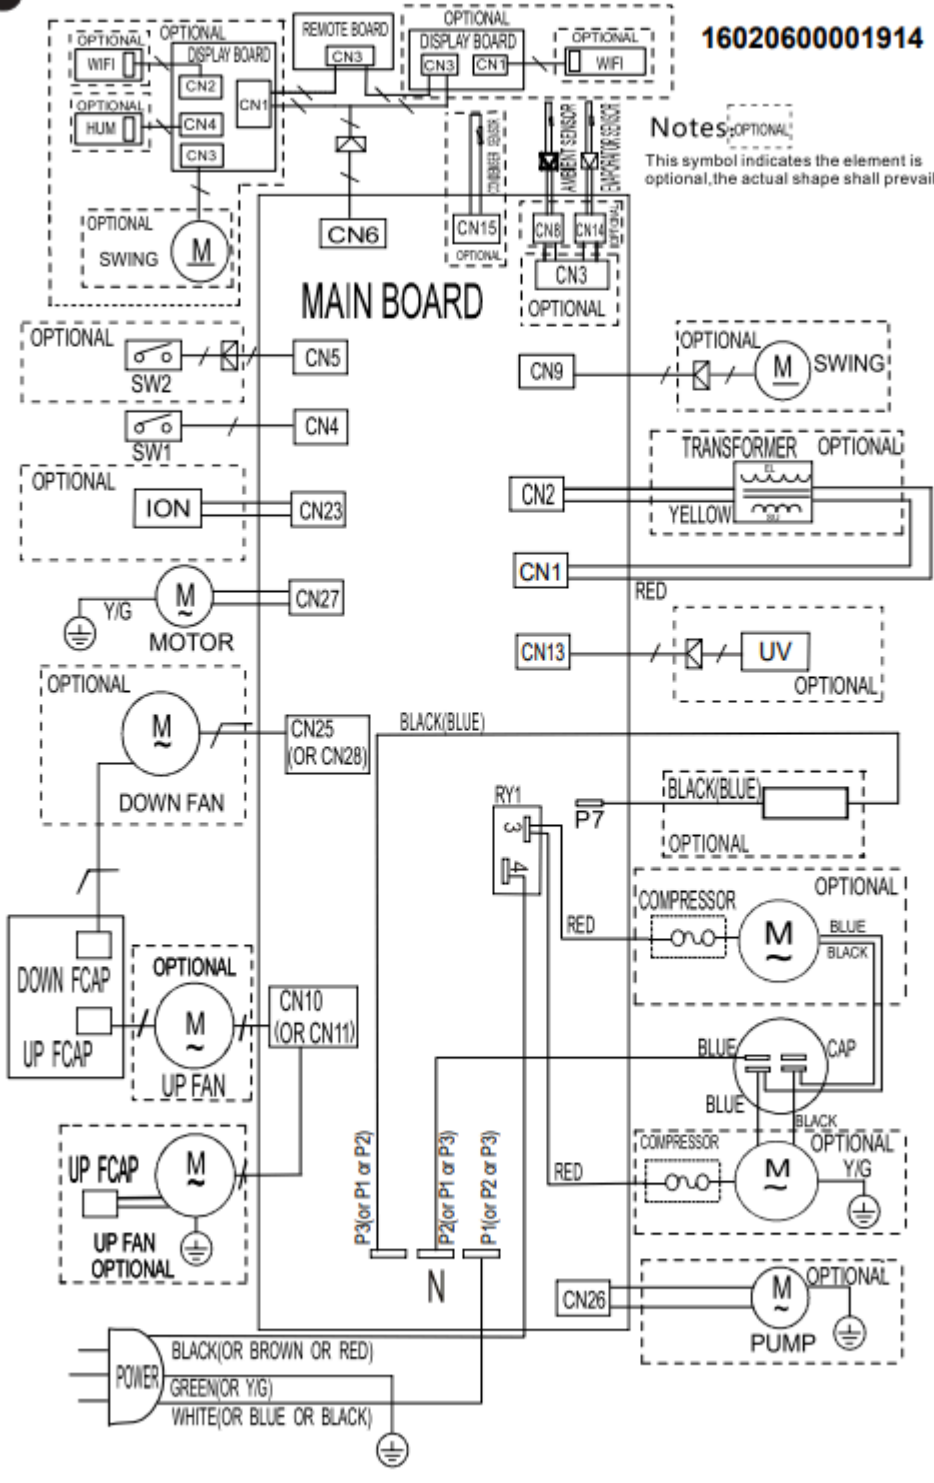 16020600001914
OPTIONAL
OPTIONAL
WIFI
OPTIONAL
HUM
DISPLAY BOARD
CN2
CN1
CN4
CN3
OPTIONAL
SWING
M
REMOTE BOARD
CN3
OPTIONAL
DISPLAY BOARD
CN3
CN1
OPTIONAL
WIFI
Notes:
OPTIONAL
This symbol indicates the element is
optional,the actual shape shall prevail
CN6
CONDENSER SENSOR
CN15
OPTIONAL
AMBIENT SENSOR
EVAPORATOR SENSOR
CN8
CN14
OPTIONAL
CN3
OPTIONAL
MAIN BOARD
OPTIONAL
SW2
CN5
SW1
CN4
OPTIONAL
ION
CN23
M
~
Y/G
MOTOR
CN27
OPTIONAL
M
~
DOWN FAN
CN25
(OR CN28)
CN9
OPTIONAL
M
SWING
CN2
TRANSFORMER
OPTIONAL
YELLOW
CN1
RED
CN13
UV
OPTIONAL
BLACK(BLUE)
RY1
3
4
P7
BLACK(BLUE)
OPTIONAL
COMPRESSOR
OPTIONAL
M
~
RED
BLUE
BLACK
DOWN FCAP
UP FCAP
OPTIONAL
M
~
UP FAN
CN10
(OR CN11)
BLUE
CAP
BLUE
BLACK
UP FCAP
M
~
UP FAN
OPTIONAL
P3(or P1 or P2)
P2(or P1 or P3)
P1(or P2 or P3)
N
RED
COMPRESSOR
M
~
OPTIONAL
Y/G
CN26
M
~
OPTIONAL
PUMP
POWER
BLACK(OR BROWN OR RED)
GREEN(OR Y/G)
WHITE(OR BLUE OR BLACK)